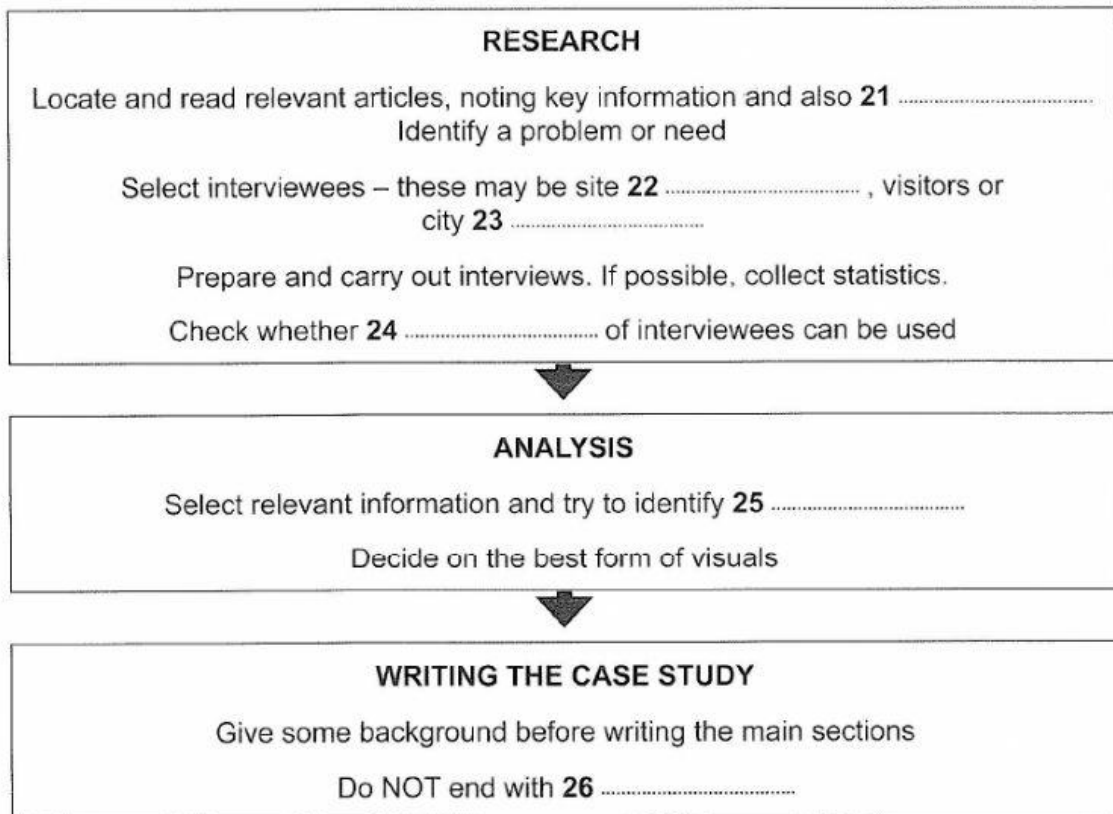 RESEARCH
Locate and read relevant articles, noting key information and also 21 ..............................
Identify a problem or need
Select interviewees – these may be site 22 .............................. , visitors or
city 23 ..............................
Prepare and carry out interviews. If possible, collect statistics.
Check whether 24 .............................. of interviewees can be used
ANALYSIS
Select relevant information and try to identify 25 ..............................
Decide on the best form of visuals
WRITING THE CASE STUDY
Give some background before writing the main sections
Do NOT end with 26 ..............................